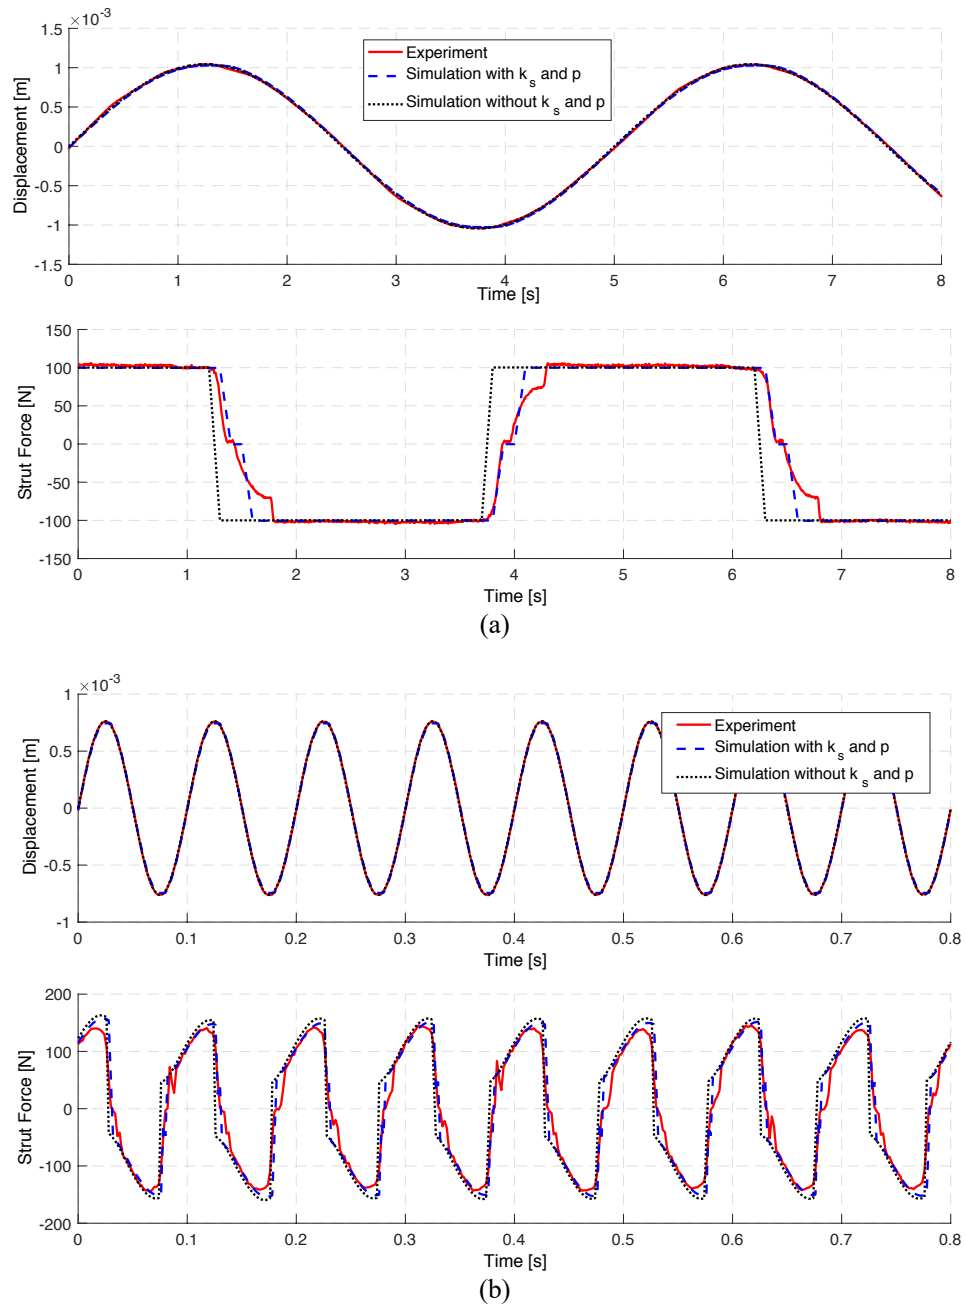 ×10⁻³
1.5
1
0.5
0
-0.5
-1
-1.5
Displacement [m]
Experiment
Simulation with kₛ and p
Simulation without kₛ and p
0 1 2 3 4 5 6 7 8
Time [s]
150
100
50
0
-50
-100
-150
Strut Force [N]
0 1 2 3 4 5 6 7 8
Time [s]
(a)
×10⁻³
1
0.5
0
-0.5
-1
Displacement [m]
Experiment
Simulation with kₛ and p
Simulation without kₛ and p
0 0.1 0.2 0.3 0.4 0.5 0.6 0.7 0.8
Time [s]
200
100
0
-100
-200
Strut Force [N]
0 0.1 0.2 0.3 0.4 0.5 0.6 0.7 0.8
Time [s]
(b)